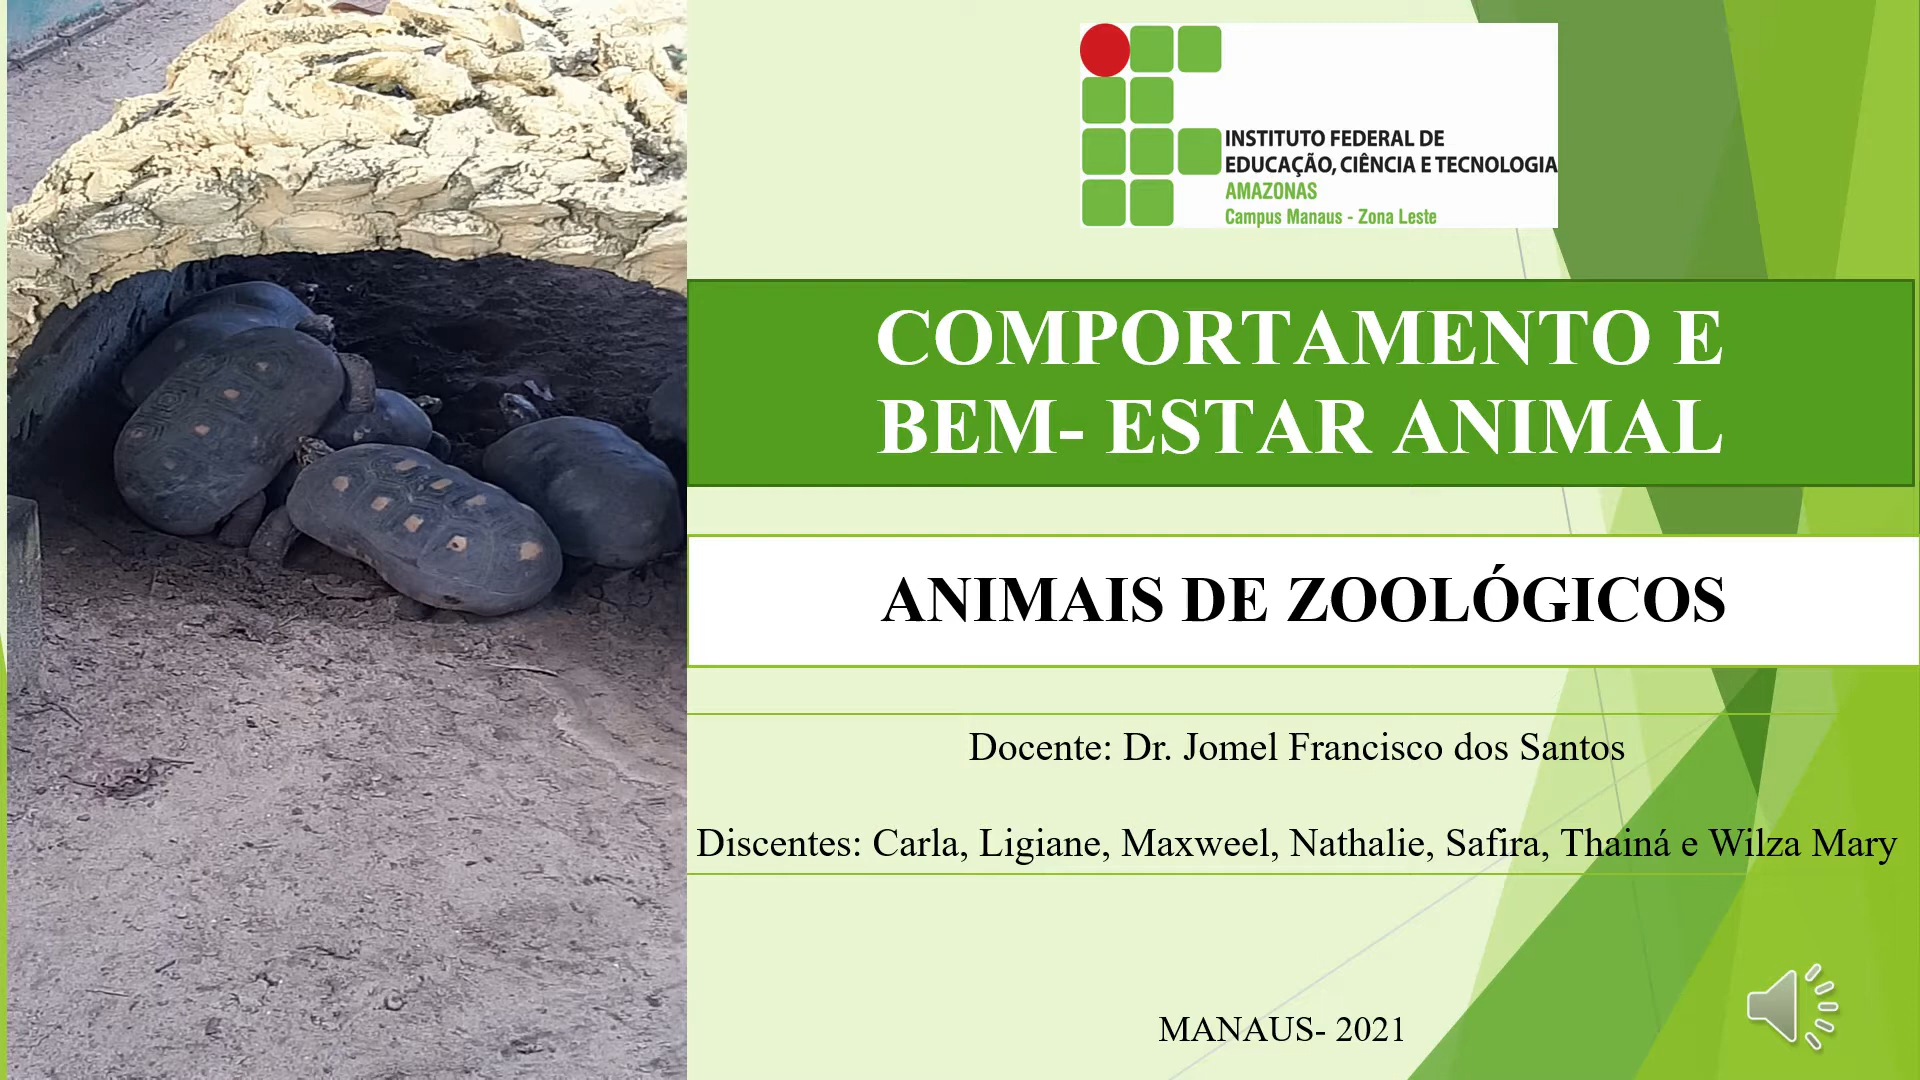 INSTITUTO FEDERAL DE
EDUCAÇÃO, CIÊNCIA E TECNOLOGIA
AMAZONAS
Campus Manaus - Zona Leste
COMPORTAMENTO E
BEM- ESTAR ANIMAL
ANIMAIS DE ZOOLÓGICOS
Docente: Dr. Jomel Francisco dos Santos
Discentes: Carla, Ligiane, Maxweel, Nathalie, Safira, Thainá e Wilza Mary
MANAUS- 2021